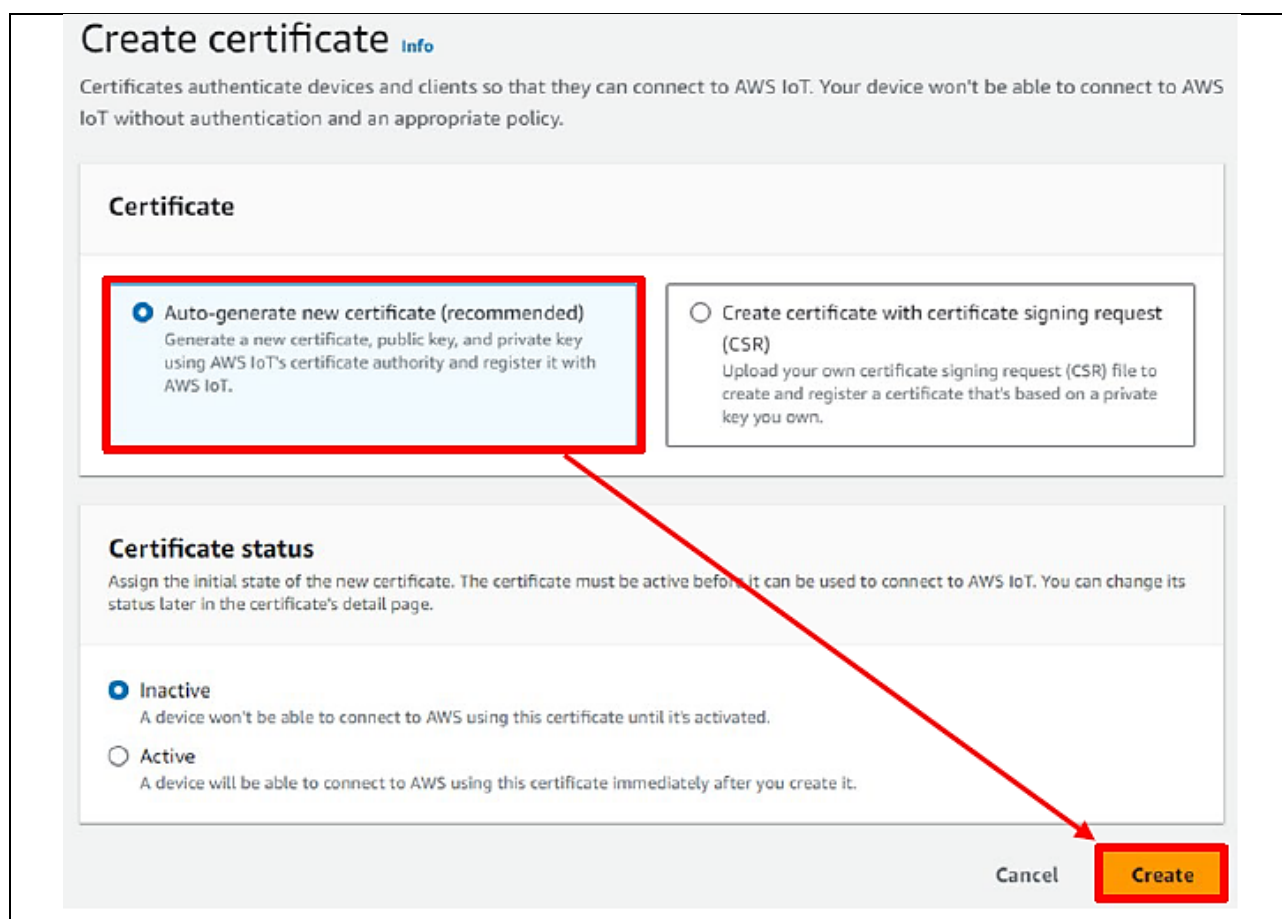 Create certificate Info
Certificates authenticate devices and clients so that they can connect to AWS IoT. Your device won't be able to connect to AWS
IoT without authentication and an appropriate policy.
Certificate
Auto-generate new certificate (recommended)
Generate a new certificate, public key, and private key
using AWS IoT's certificate authority and register it with
AWS IoT.
Create certificate with certificate signing request
(CSR)
Upload your own certificate signing request (CSR) file to
create and register a certificate that's based on a private
key you own.
Certificate status
Assign the initial state of the new certificate. The certificate must be active before it can be used to connect to AWS IoT. You can change its
status later in the certificate's detail page.
Inactive
A device won't be able to connect to AWS using this certificate until it's activated.
Active
A device will be able to connect to AWS using this certificate immediately after you create it.
Cancel Create